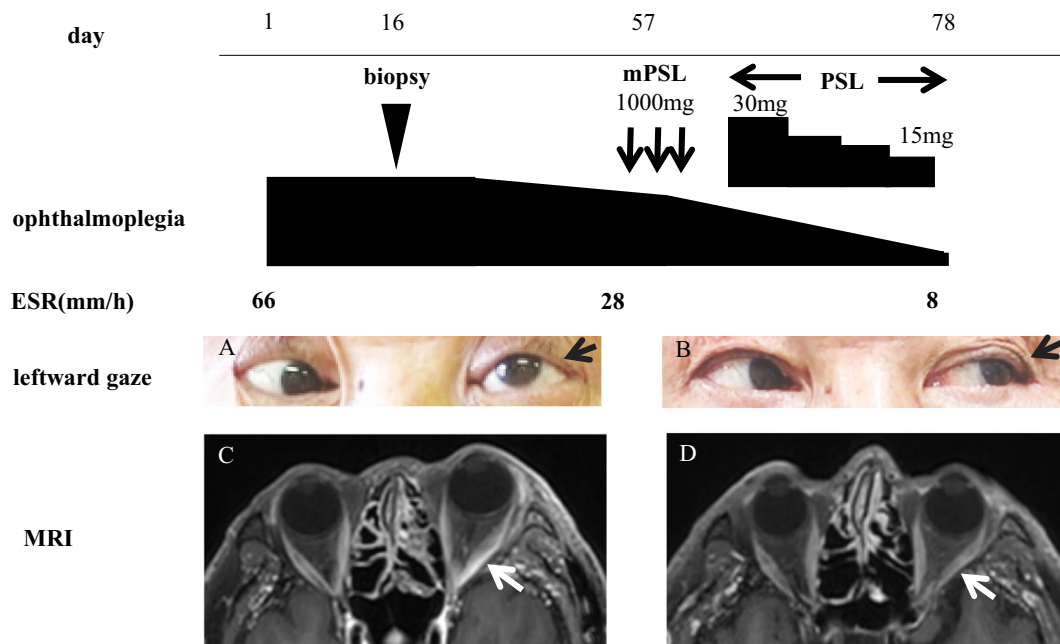 day 1 16 57 78
biopsy mPSL PSL
1000mg 30mg
15mg
ophthalmoplegia
ESR(mm/h) 66 28 8
A B
leftward gaze
C D
MRI